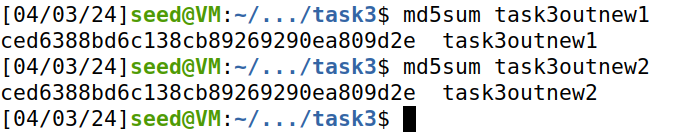 [04/03/24]seed@VM:~/.../task3$ md5sum task3outnew1
ced6388bd6c138cb89269290ea809d2e  task3outnew1
[04/03/24]seed@VM:~/.../task3$ md5sum task3outnew2
ced6388bd6c138cb89269290ea809d2e  task3outnew2
[04/03/24]seed@VM:~/.../task3$